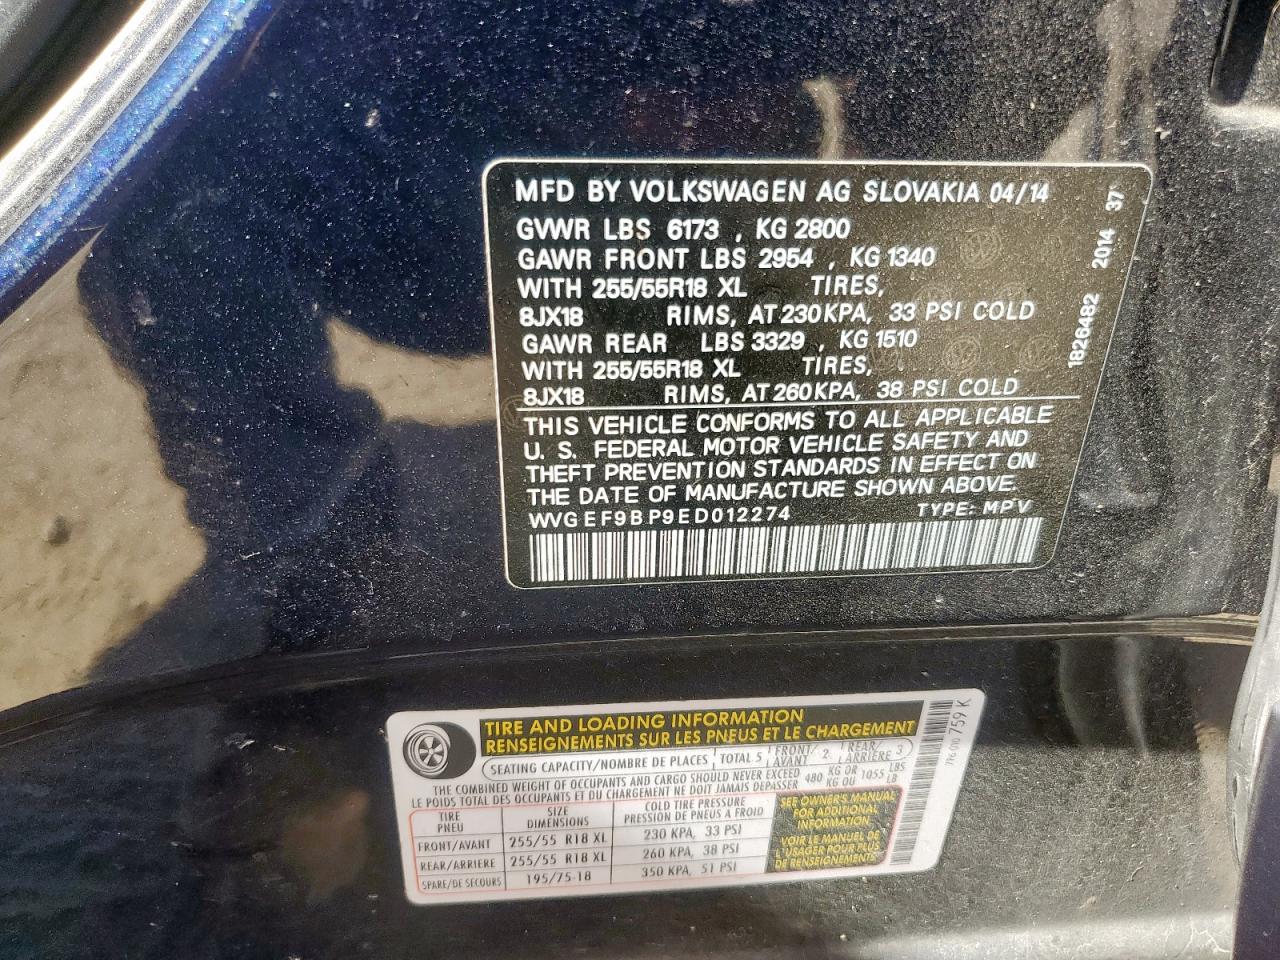 MFD BY VOLKSWAGEN AG SLOVAKIA 04/14
GVWR LBS 6173 , KG 2800
GAWR FRONT LBS 2954 , KG 1340
WITH 255/55R18 XL TIRES,
8JX18 RIMS, AT 230KPA, 33 PSI COLD
GAWR REAR LBS 3329 , KG 1510
WITH 255/55R18 XL TIRES,
8JX18 RIMS, AT 260KPA, 38 PSI COLD
THIS VEHICLE CONFORMS TO ALL APPLICABLE
U. S. FEDERAL MOTOR VEHICLE SAFETY AND
THEFT PREVENTION STANDARDS IN EFFECT ON
THE DATE OF MANUFACTURE SHOWN ABOVE.
WVGEF9BP9ED012274 TYPE: MPV
1828482 2014 37
TIRE AND LOADING INFORMATION
RENSEIGNEMENTS SUR LES PNEUS ET LE CHARGEMENT
SEATING CAPACITY/NOMBRE DE PLACES TOTAL 5 FRONT/AVANT 2 REAR/ARRIÈRE 3
THE COMBINED WEIGHT OF OCCUPANTS AND CARGO SHOULD NEVER EXCEED 480 KG OR 1055 LBS
LE POIDS TOTAL DES OCCUPANTS ET DU CHARGEMENT NE DOIT JAMAIS DÉPASSER KG OU LB
TIRE SIZE COLD TIRE PRESSURE
PNEU DIMENSIONS PRESSION DE PNEUS A FROID
FRONT/AVANT 255/55 R18 XL 230 KPA, 33 PSI
REAR/ARRIERE 255/55 R18 XL 260 KPA, 38 PSI
SPARE/DE SECOURS 195/75-18 350 KPA, 51 PSI
SEE OWNER'S MANUAL
FOR ADDITIONAL
INFORMATION
VOIR LE MANUEL DE
L'USAGER POUR PLUS
DE RENSEIGNEMENTS
7P6 010 759 K